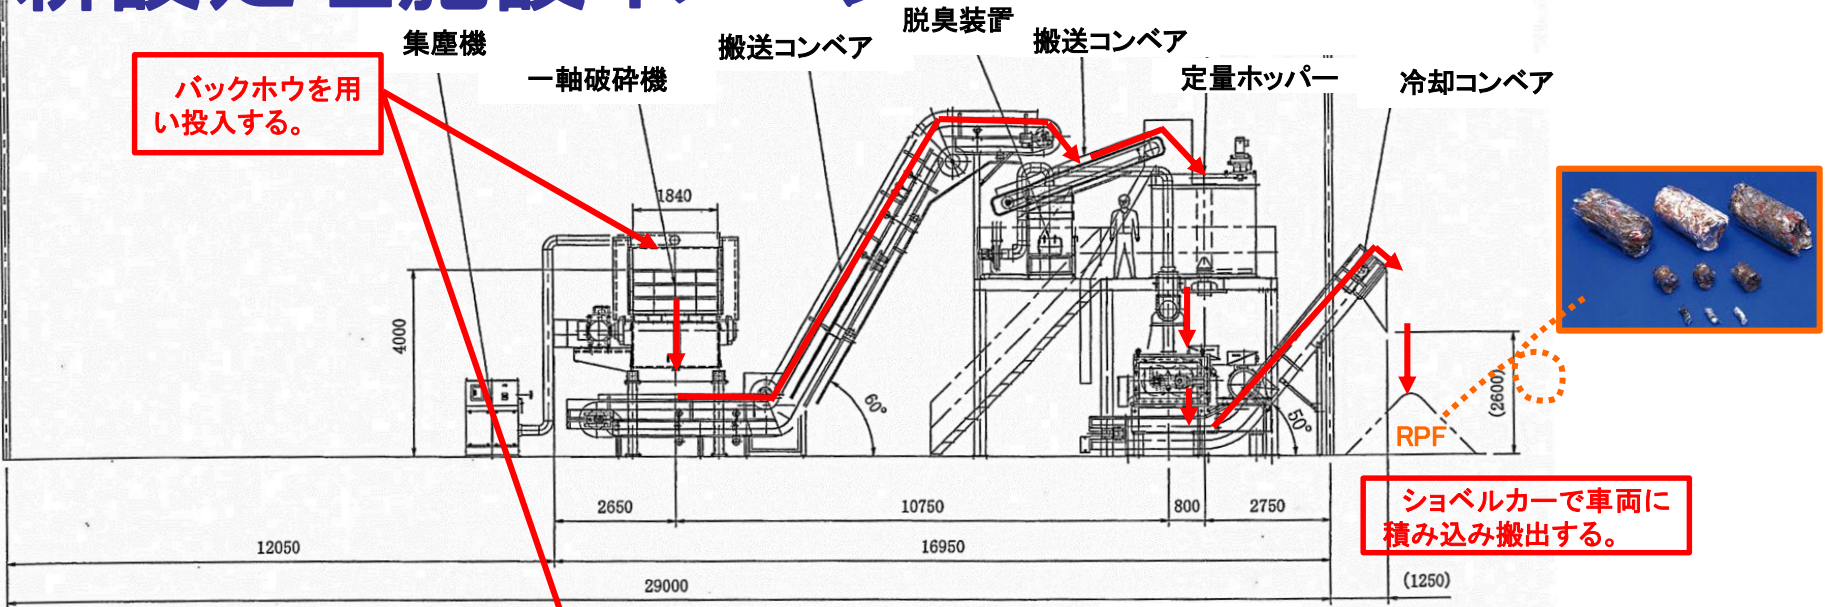 集塵機
搬送コンベア
脱臭装置
搬送コンベア
一軸破砕機
定量ホッパー
冷却コンベア
バックホウを用
い投入する。
1840
4000
60°
50°
(2600)
RPF
ショベルカーで車両に
積み込み搬出する。
2650
10750
800
2750
12050
16950
29000
(1250)